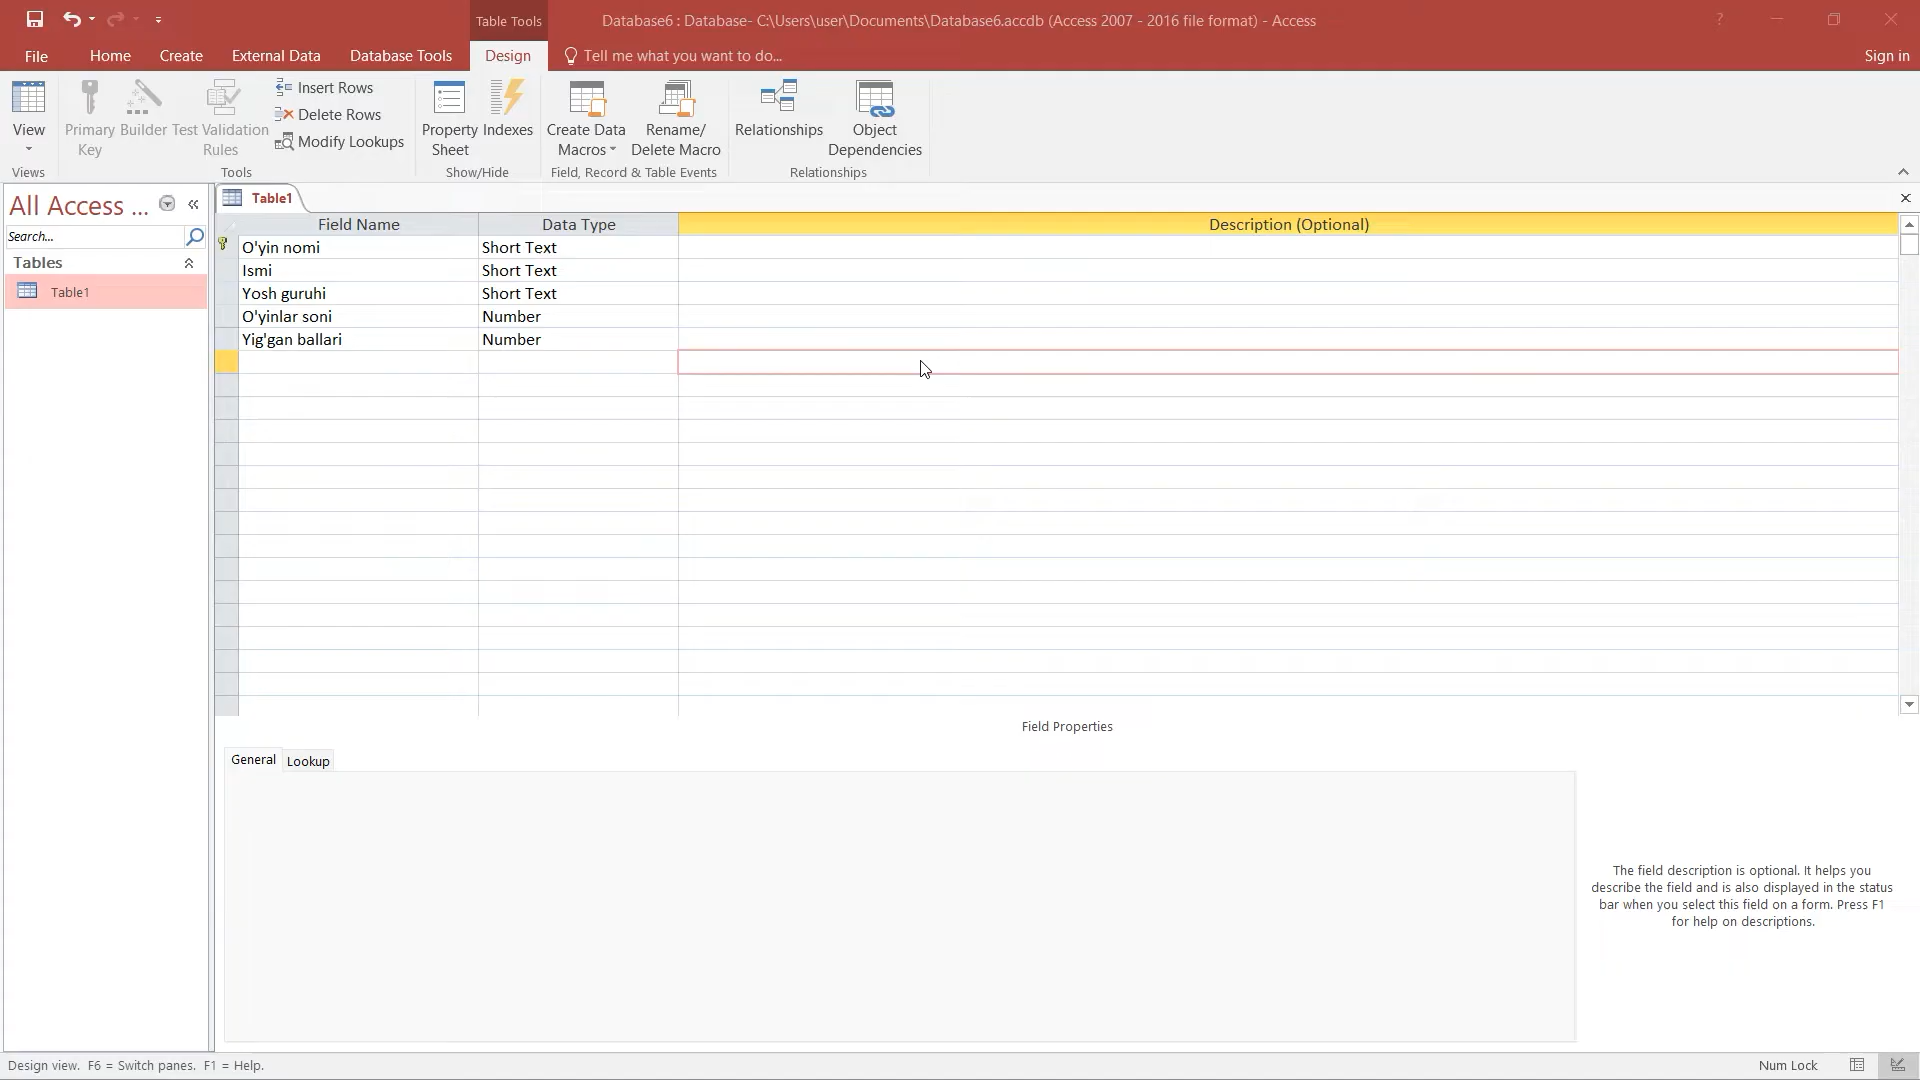 Table Tools
Database6 : Database- C:\Users\user\Documents\Database6.accdb (Access 2007 - 2016 file format) - Access
File
Home
Create
External Data
Database Tools
Design
Tell me what you want to do...
Sign in
View
Primary Key
Builder
Test Validation Rules
Insert Rows
Delete Rows
Modify Lookups
Property Sheet
Indexes
Create Data Macros
Rename/ Delete Macro
Relationships
Object Dependencies
Views
Tools
Show/Hide
Field, Record & Table Events
Relationships
All Access ...
Search...
Tables
Table1
Table1
Field Name Data Type Description (Optional)
O'yin nomi Short Text
Ismi Short Text
Yosh guruhi Short Text
O'yinlar soni Number
Yig'gan ballari Number
Field Properties
General Lookup
The field description is optional. It helps you
describe the field and is also displayed in the status
bar when you select this field on a form. Press F1
for help on descriptions.
Design view. F6 = Switch panes. F1 = Help.
Num Lock